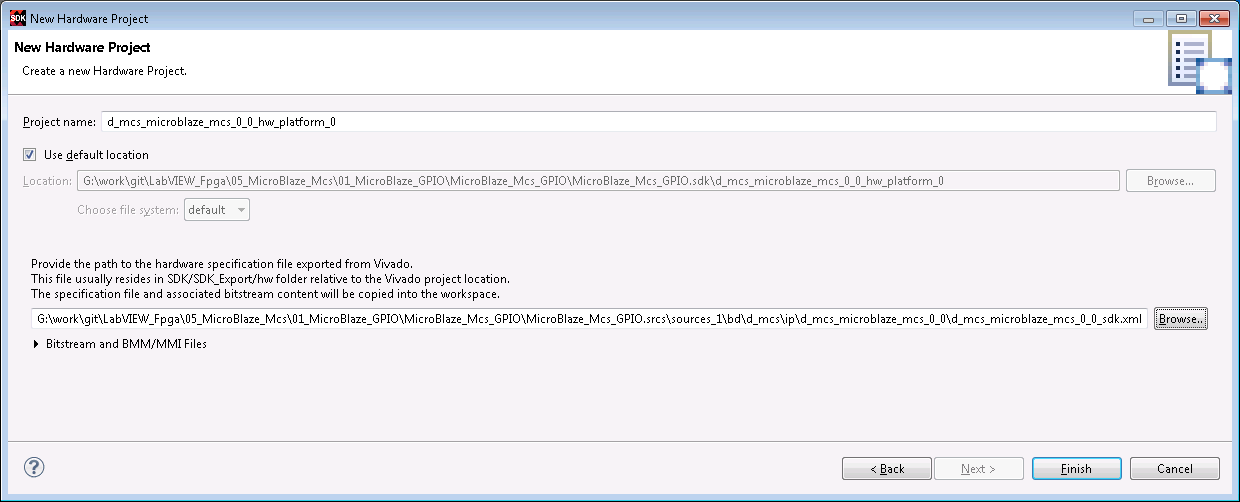 SDK New Hardware Project
New Hardware Project
Create a new Hardware Project.
Project name: d_mcs_microblaze_mcs_0_0_hw_platform_0
Use default location
Location: G:\work\git\LabVIEW_Fpga\05_MicroBlaze_Mcs\01_MicroBlaze_GPIO\MicroBlaze_Mcs_GPIO\MicroBlaze_Mcs_GPIO.sdk\d_mcs_microblaze_mcs_0_0_hw_platform_0 Browse...
Choose file system: default
Provide the path to the hardware specification file exported from Vivado.
This file usually resides in SDK/SDK_Export/hw folder relative to the Vivado project location.
The specification file and associated bitstream content will be copied into the workspace.
G:\work\git\LabVIEW_Fpga\05_MicroBlaze_Mcs\01_MicroBlaze_GPIO\MicroBlaze_Mcs_GPIO\MicroBlaze_Mcs_GPIO.srcs\sources_1\bd\d_mcs\ip\d_mcs_microblaze_mcs_0_0\d_mcs_microblaze_mcs_0_0_sdk.xml Browse..
Bitstream and BMM/MMI Files
? < Back Next > Finish Cancel